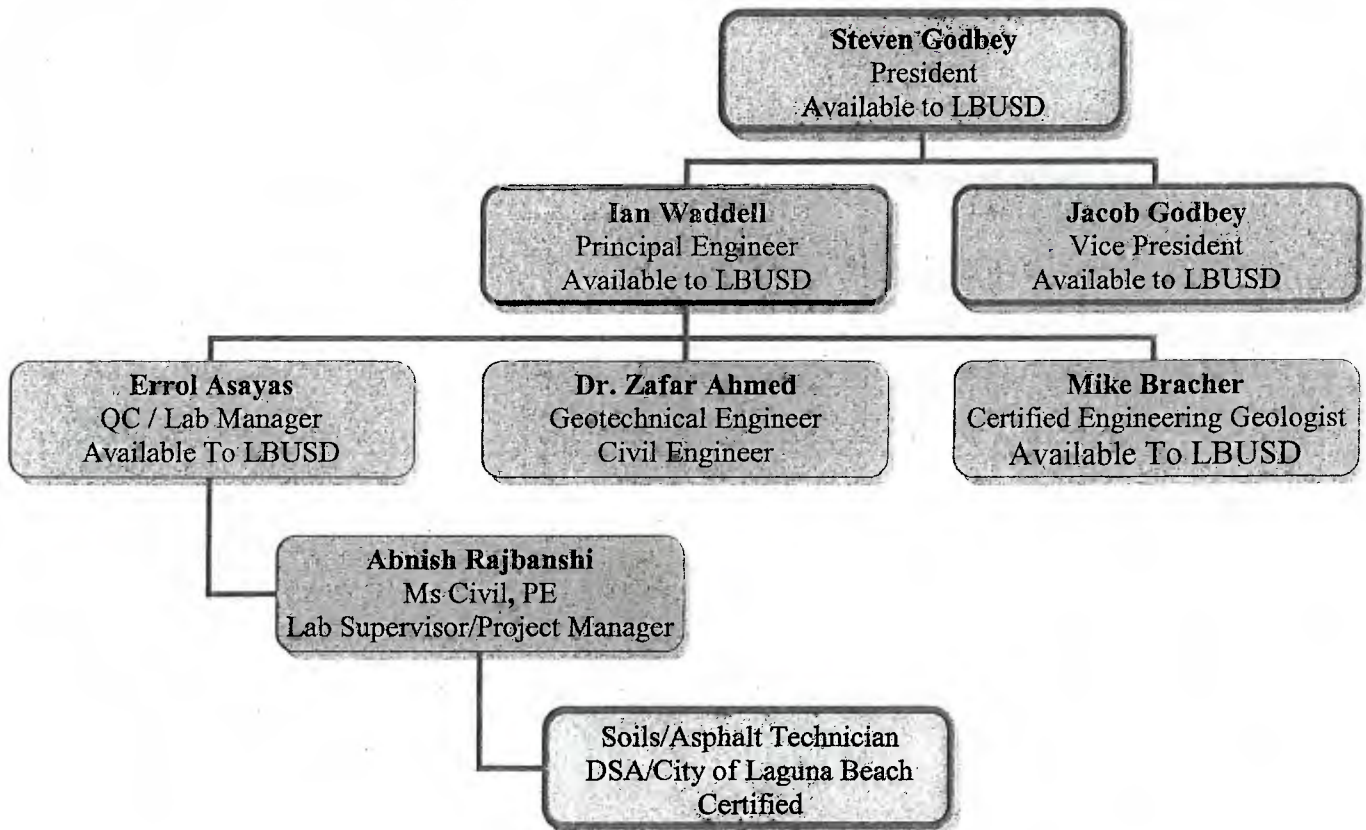 Steven Godbey
President
Available to LBUSD
Ian Waddell
Principal Engineer
Available to LBUSD
Jacob Godbey
Vice President
Available to LBUSD
Errol Asayas
QC / Lab Manager
Available To LBUSD
Dr. Zafar Ahmed
Geotechnical Engineer
Civil Engineer
Mike Bracher
Certified Engineering Geologist
Available To LBUSD
Abnish Rajbanshi
Ms Civil, PE
Lab Supervisor/Project Manager
Soils/Asphalt Technician
DSA/City of Laguna Beach
Certified